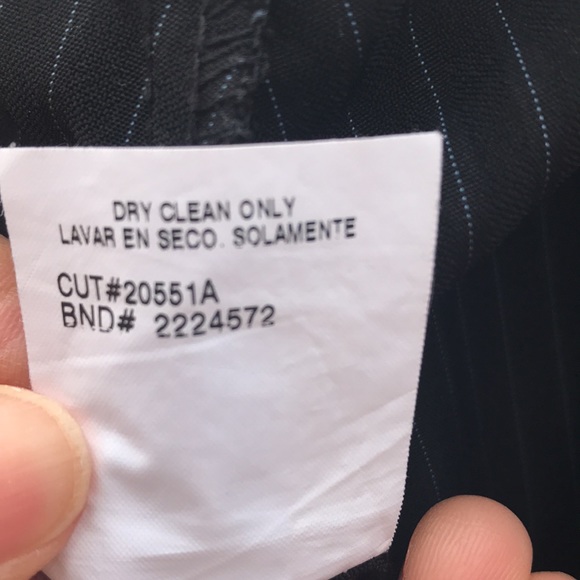 DRY CLEAN ONLY
LAVAR EN SECO. SOLAMENTE
CUT#20551A
BND# 2224572